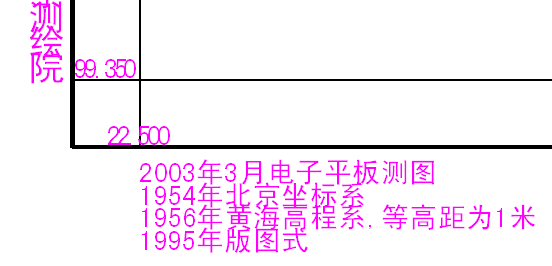 测绘院
99.350
22.500
2003年3月电子平板测图
1954年北京坐标系
1956年黄海高程系.等高距为1米
1995年版图式